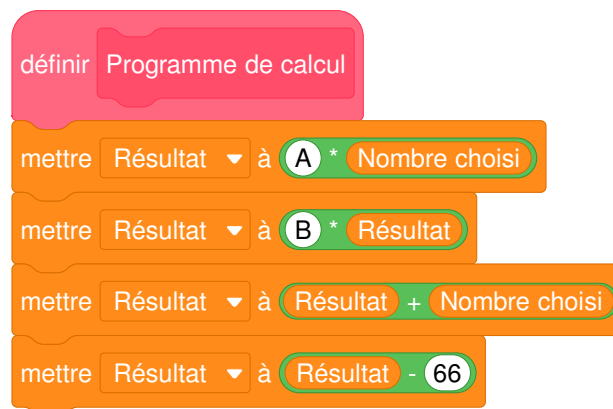 définir Programme de calcul
mettre Résultat à A * Nombre choisi
mettre Résultat à B * Résultat
mettre Résultat à Résultat + Nombre choisi
mettre Résultat à Résultat - 66